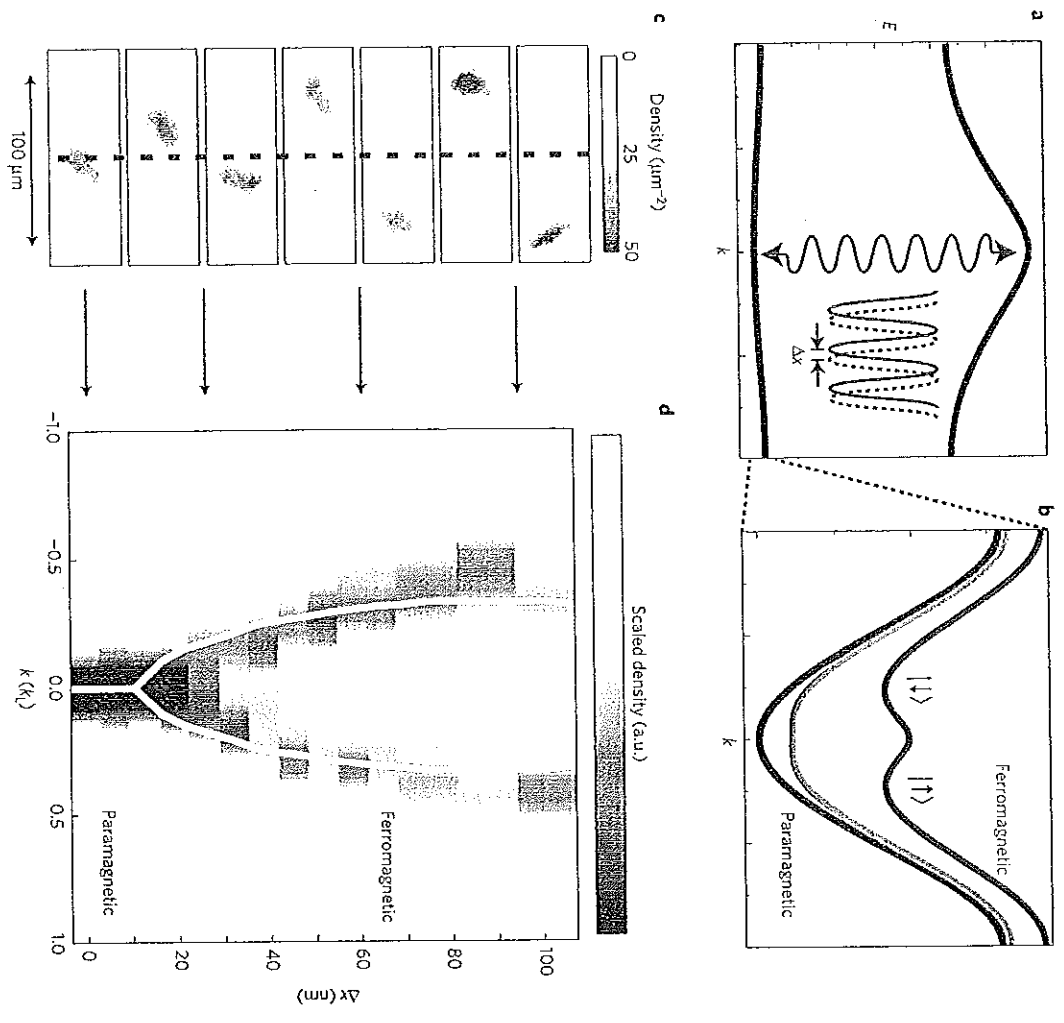 a
E
k
Δx
b
|↓⟩
|↑⟩
Ferromagnetic
Paramagnetic
k
c
Density (μm⁻²)
0
25
50
100 μm
d
Scaled density (a.u.)
Ferromagnetic
Paramagnetic
-1.0
-0.5
0.0
0.5
1.0
k (kL)
0
20
40
60
80
100
Δx (nm)